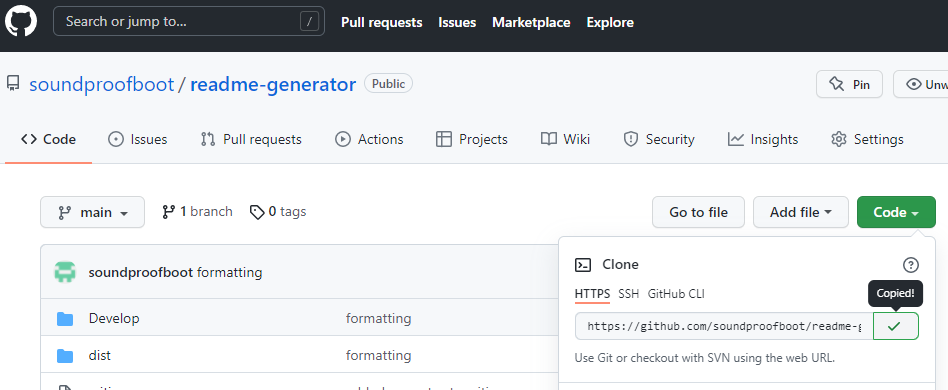 Search or jump to... /
Pull requests Issues Marketplace Explore
soundproofboot / readme-generator Public
Pin
Code Issues Pull requests Actions Projects Wiki Security Insights Settings
main 1 branch 0 tags Go to file Add file Code
soundproofboot formatting
Clone
Copied!
HTTPS SSH GitHub CLI
Develop formatting
https://github.com/soundproofboot/readme-g
dist formatting
Use Git or checkout with SVN using the web URL.